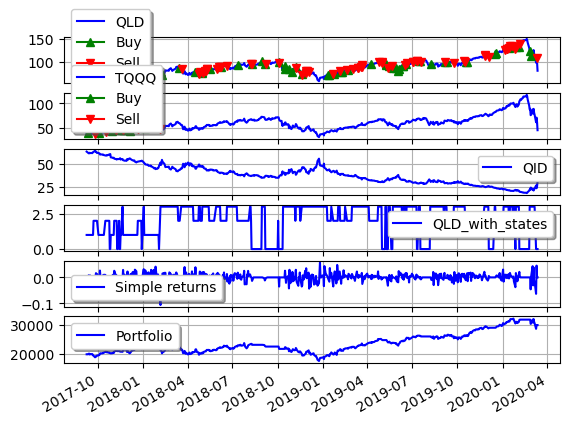 QLD
150
Buy
100
Sell
TQQQ
100
Buy
50
Sell
50
QID
25
2.5
QLD_with_states
0.0
0.0
Simple returns
−0.1
30000
Portfolio
20000
2017-10
2018-01
2018-04
2018-07
2018-10
2019-01
2019-04
2019-07
2019-10
2020-01
2020-04